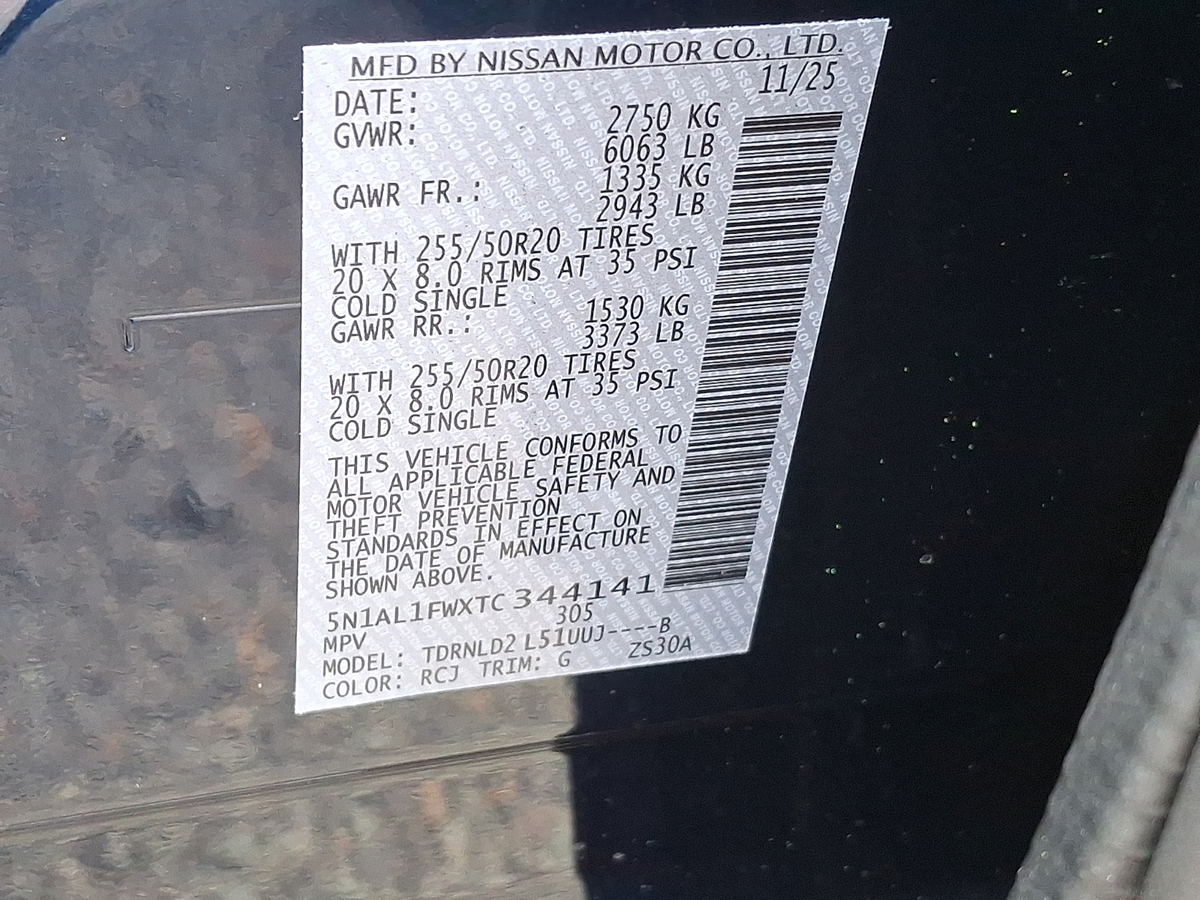 MFD BY NISSAN MOTOR CO., LTD.
DATE: 11/25
GVWR: 2750 KG
6063 LB
GAWR FR.: 1335 KG
2943 LB
WITH 255/50R20 TIRES
20 X 8.0 RIMS AT 35 PSI
COLD SINGLE
GAWR RR.: 1530 KG
3373 LB
WITH 255/50R20 TIRES
20 X 8.0 RIMS AT 35 PSI
COLD SINGLE
THIS VEHICLE CONFORMS TO
ALL APPLICABLE FEDERAL
MOTOR VEHICLE SAFETY AND
THEFT PREVENTION
STANDARDS IN EFFECT ON
THE DATE OF MANUFACTURE
SHOWN ABOVE.
5N1AL1FWXTC344141
MPV 305
MODEL: TDRNLD2 L51UUJ----B
COLOR: RCJ TRIM: G ZS30A